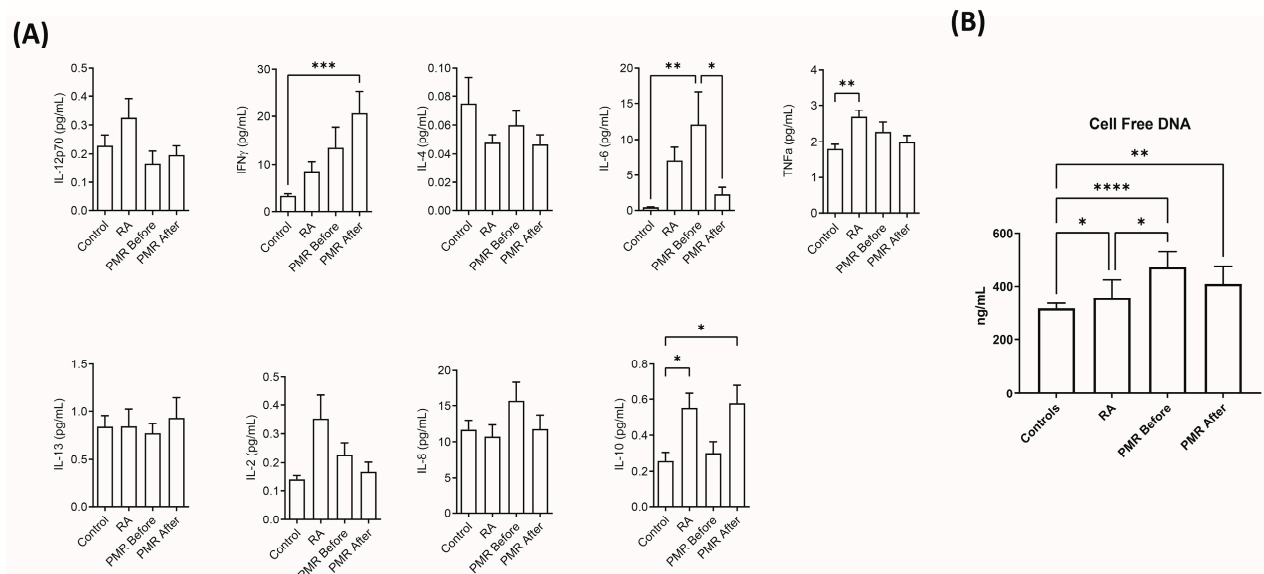 (A)
(B)
IL-12p70 (pg/mL)
0.5
0.4
0.3
0.2
0.1
0.0
Control
RA
PMR Before
PMR After
IFNγ (pg/mL)
30
20
10
0
***
Control
RA
PMR Before
PMR After
IL-4 (pg/mL)
0.10
0.08
0.06
0.04
0.02
0.00
Control
RA
PMR Before
PMR After
IL-6 (pg/mL)
20
15
10
5
0
**
*
Control
RA
PMR Before
PMR After
TNFa (pg/mL)
4
3
2
1
0
**
Control
RA
PMR Before
PMR After
Cell Free DNA
**
****
*
*
ng/mL
600
400
200
0
Controls
RA
PMR Before
PMR After
IL-13 (pg/mL)
1.5
1.0
0.5
0.0
Control
RA
PMR Before
PMR After
IL-2 (pg/mL)
0.5
0.4
0.3
0.2
0.1
0.0
Control
RA
PMR Before
PMR After
(pg/mL)
20
15
10
5
0
Control
RA
PMR Before
PMR After
IL-10 (pg/mL)
0.8
0.6
0.4
0.2
0.0
*
*
Control
RA
PMR Before
PMR After